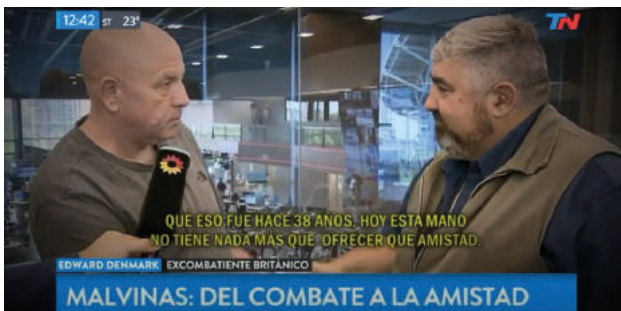 12:42 ST 23°
TN
QUE ESO FUE HACE 38 AÑOS, HOY ESTA MANO
NO TIENE NADA MÁS QUE OFRECER QUE AMISTAD.
EDWARD DENMARK EXCOMBATIENTE BRITÁNICO
MALVINAS: DEL COMBATE A LA AMISTAD